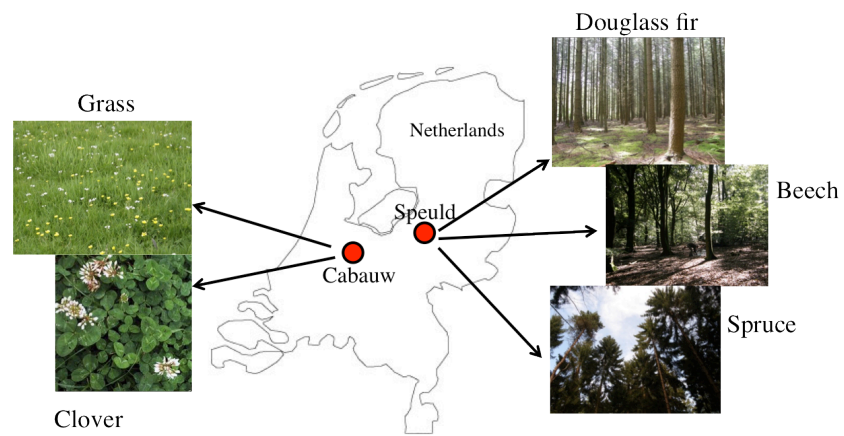 Douglass fir
Grass
Netherlands
Beech
Speuld
Cabauw
Spruce
Clover